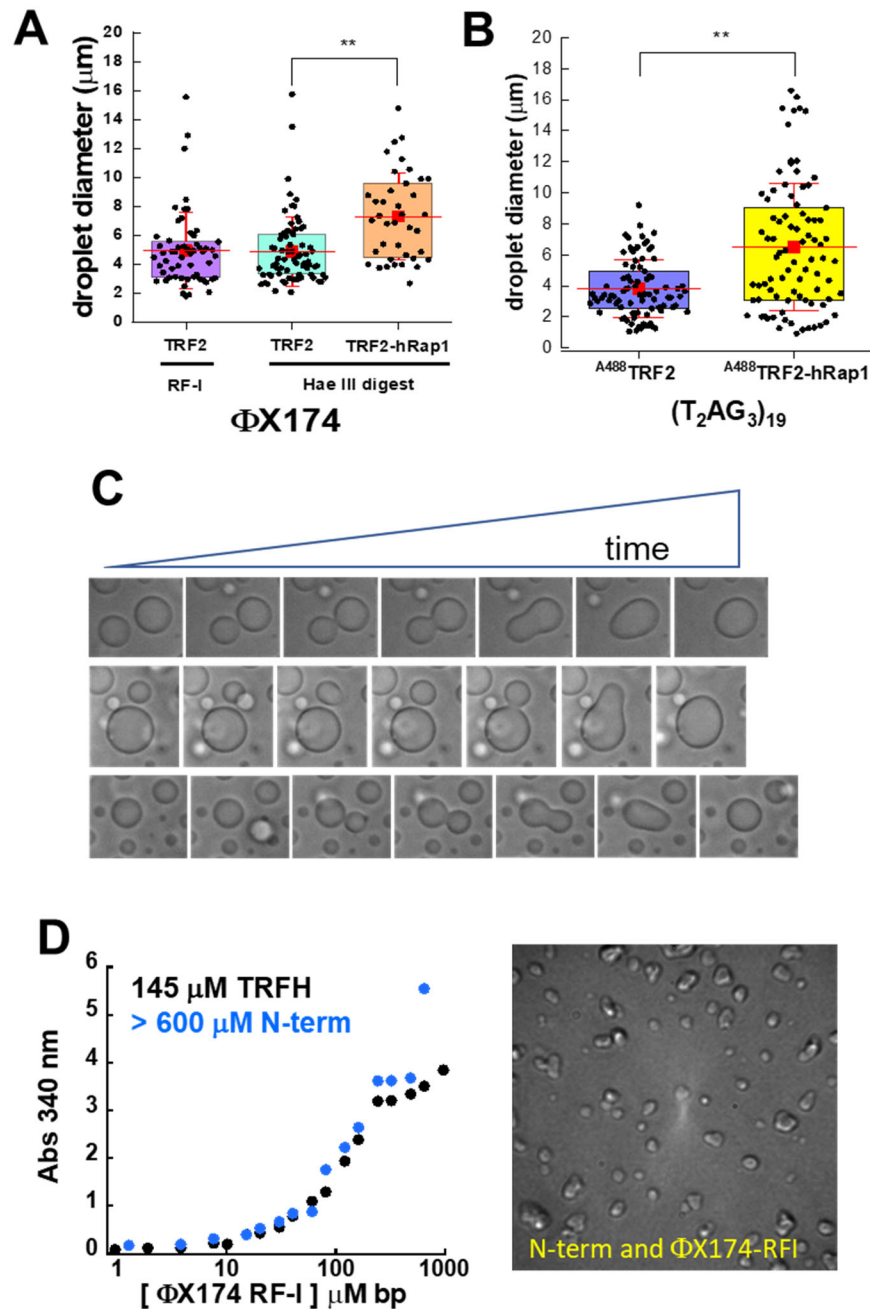 A
droplet diameter (μm)
20
18
16
14
12
10
8
6
4
2
0
**
TRF2
TRF2
TRF2-hRap1
RF-I
Hae III digest
ΦX174
B
droplet diameter (μm)
20
18
16
14
12
10
8
6
4
2
0
**
A488TRF2
A488TRF2-hRap1
(T2AG3)19
C
time
D
Abs 340 nm
6
5
4
3
2
1
0
145 μM TRFH
> 600 μM N-term
1
10
100
1000
[ ΦX174 RF-I ] μM bp
N-term and ΦX174-RFI